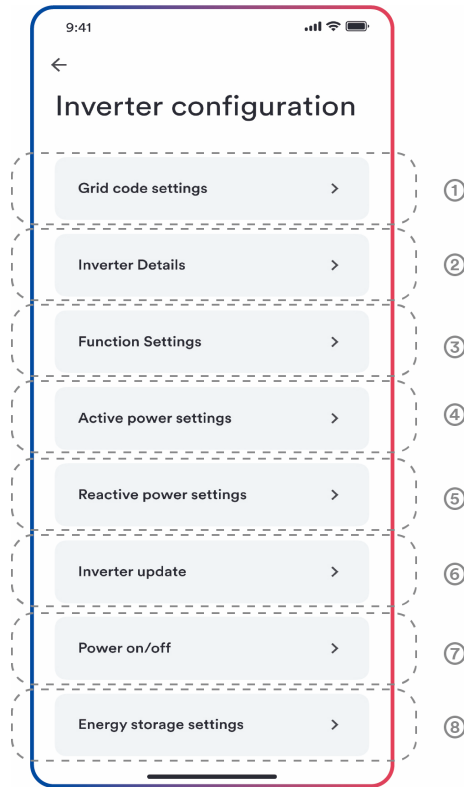 9:41
Inverter configuration
Grid code settings
①
Inverter Details
②
Function Settings
③
Active power settings
④
Reactive power settings
⑤
Inverter update
⑥
Power on/off
⑦
Energy storage settings
⑧